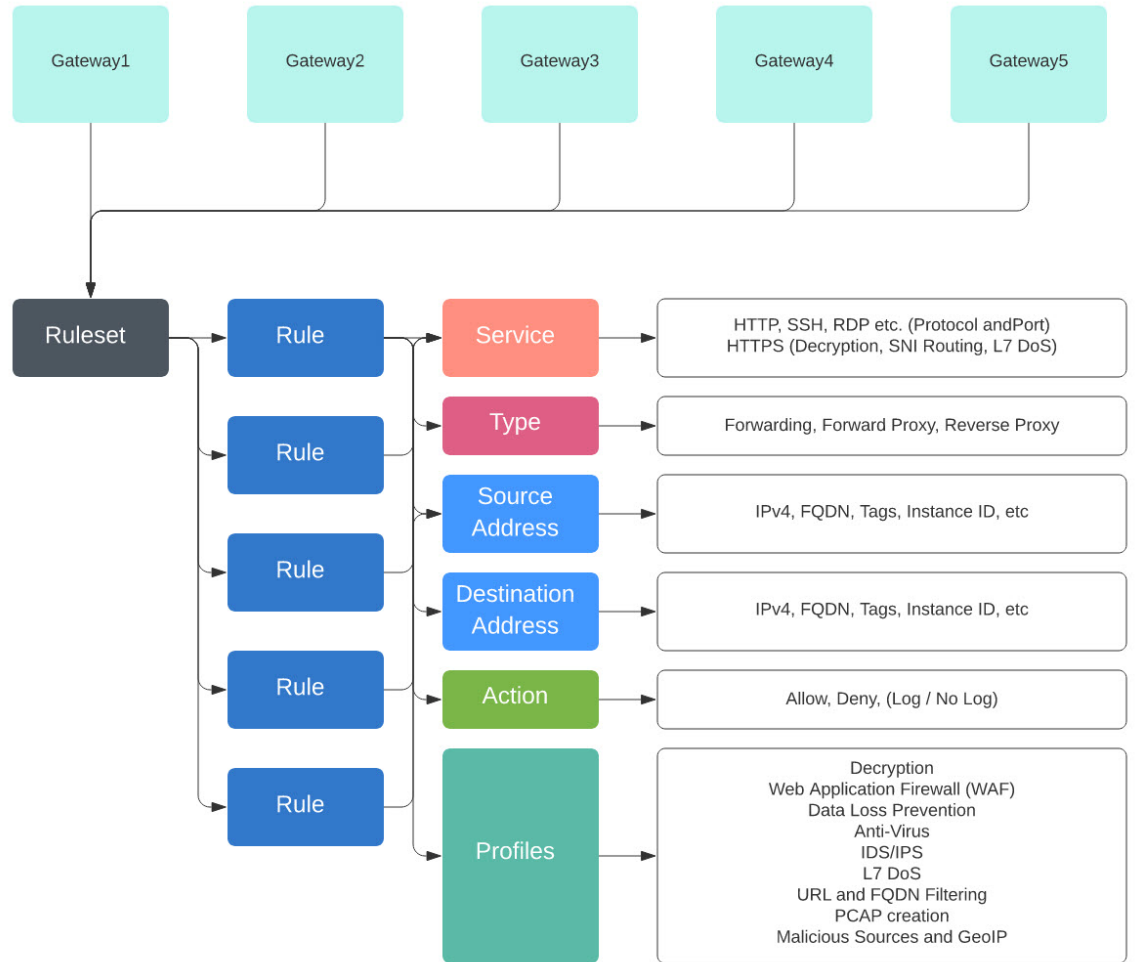 Gateway1
Gateway2
Gateway3
Gateway4
Gateway5
Ruleset
Rule
Service
HTTP, SSH, RDP etc. (Protocol andPort)
HTTPS (Decryption, SNI Routing, L7 DoS)
Type
Forwarding, Forward Proxy, Reverse Proxy
Rule
Source
Address
IPv4, FQDN, Tags, Instance ID, etc
Rule
Destination
Address
IPv4, FQDN, Tags, Instance ID, etc
Rule
Action
Allow, Deny, (Log / No Log)
Rule
Profiles
Decryption
Web Application Firewall (WAF)
Data Loss Prevention
Anti-Virus
IDS/IPS
L7 DoS
URL and FQDN Filtering
PCAP creation
Malicious Sources and GeoIP